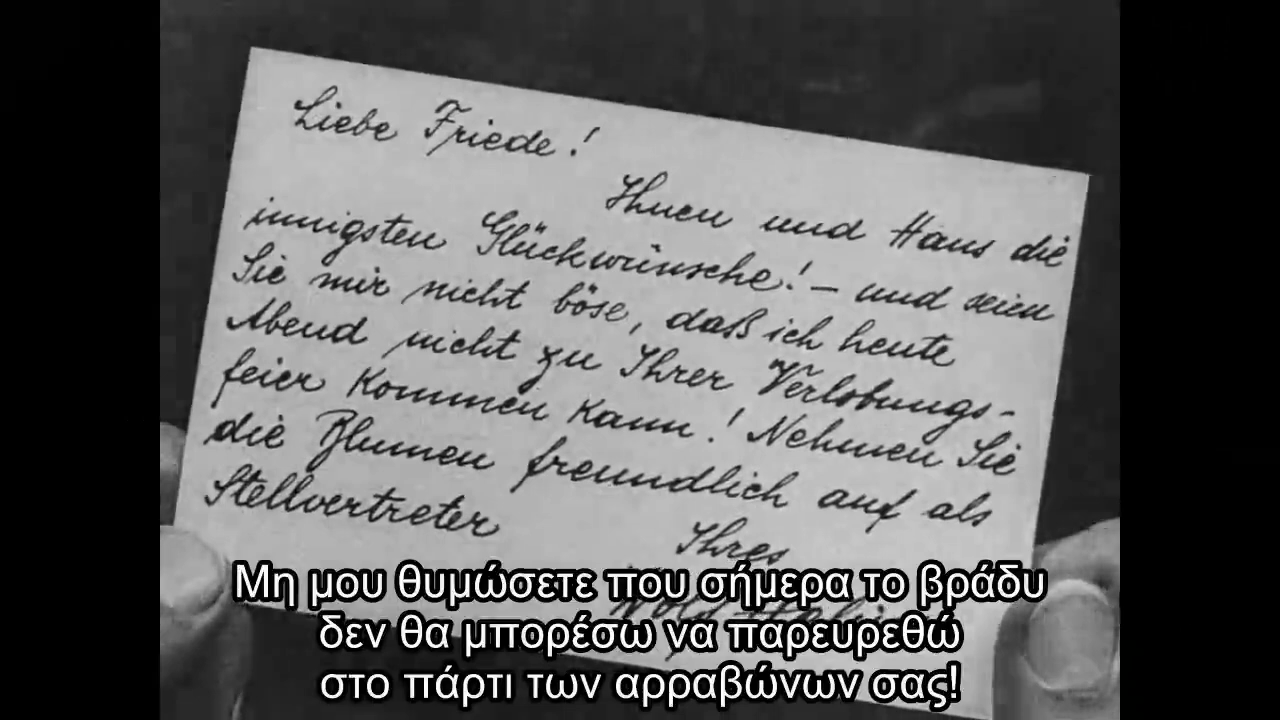 Liebe Friede!
Ihnen und Hans die
innigsten Glückwünsche! – und seien
Sie mir nicht böse, daß ich heute
Abend nicht zu Ihrer Verlobungs-
feier kommen kann! Nehmen Sie
die Blumen freundlich auf als
Stellvertreter
Ihres
Μη μου θυμώσετε που σήμερα το βράδυ
δεν θα μπορέσω να παρευρεθώ
στο πάρτι των αρραβώνων σας!